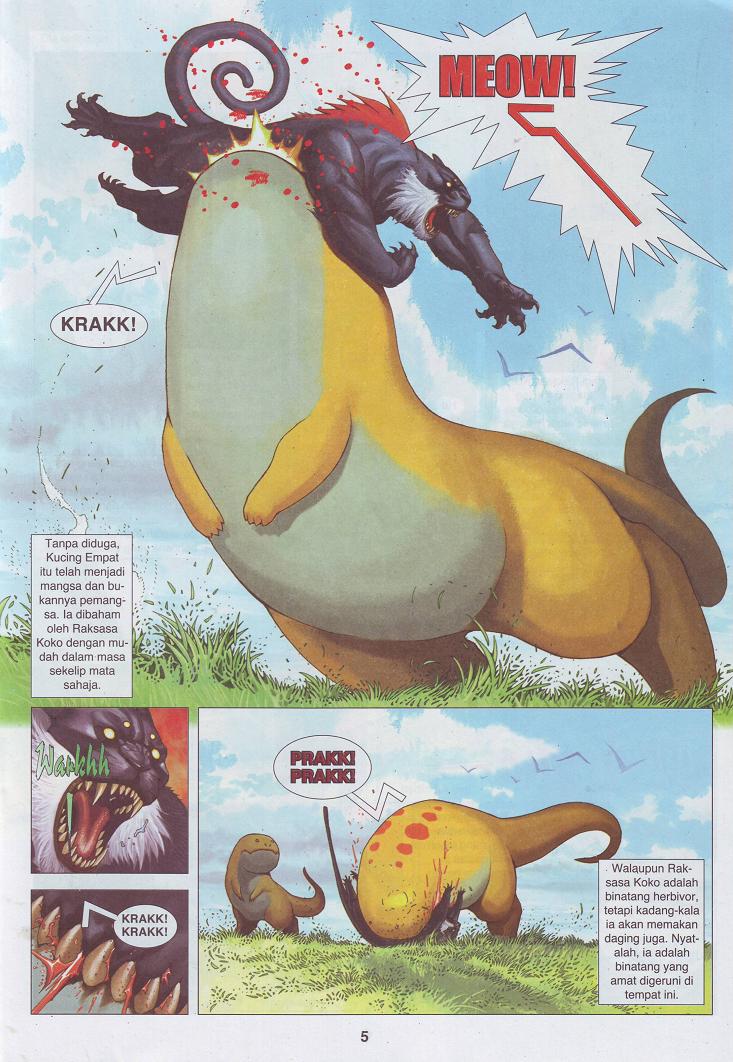 MEOW!
KRAKK!
Tanpa diduga,
Kucing Empat
itu telah menjadi
mangsa dan bu-
kannya pemang-
sa. Ia dibaham
oleh Raksasa
Koko dengan mu-
dah dalam masa
sekelip mata
sahaja.
Warkhh
!
PRAKK!
PRAKK!
KRAKK!
KRAKK!
Walaupun Rak-
sasa Koko adalah
binatang herbivor,
tetapi kadang-kala
ia akan memakan
daging juga. Nyat-
alah, ia adalah
binatang yang
amat digeruni di
tempat ini.
5